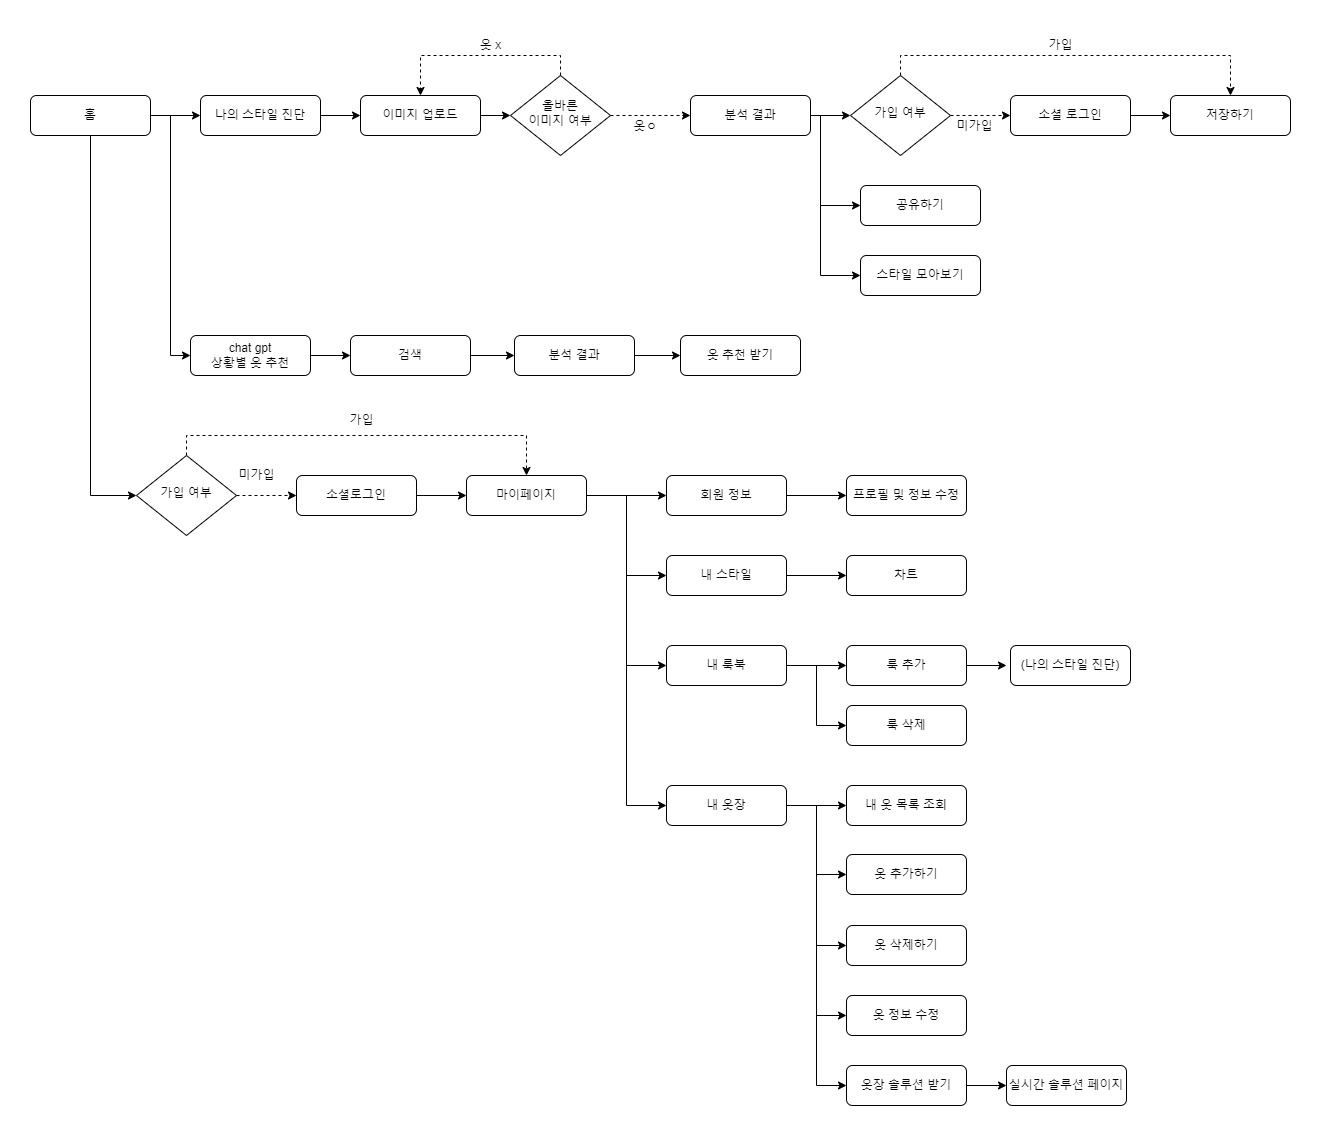 옷 x
가입
홈
나의 스타일 진단
이미지 업로드
올바른
이미지 여부
옷 ㅇ
분석 결과
가입 여부
미가입
소셜 로그인
저장하기
공유하기
스타일 모아보기
chat gpt
상황별 옷 추천
검색
분석 결과
옷 추천 받기
가입
가입 여부
미가입
소셜로그인
마이페이지
회원 정보
프로필 및 정보 수정
내 스타일
차트
내 룩북
룩 추가
(나의 스타일 진단)
룩 삭제
내 옷장
내 옷 목록 조회
옷 추가하기
옷 삭제하기
옷 정보 수정
옷장 솔루션 받기
실시간 솔루션 페이지